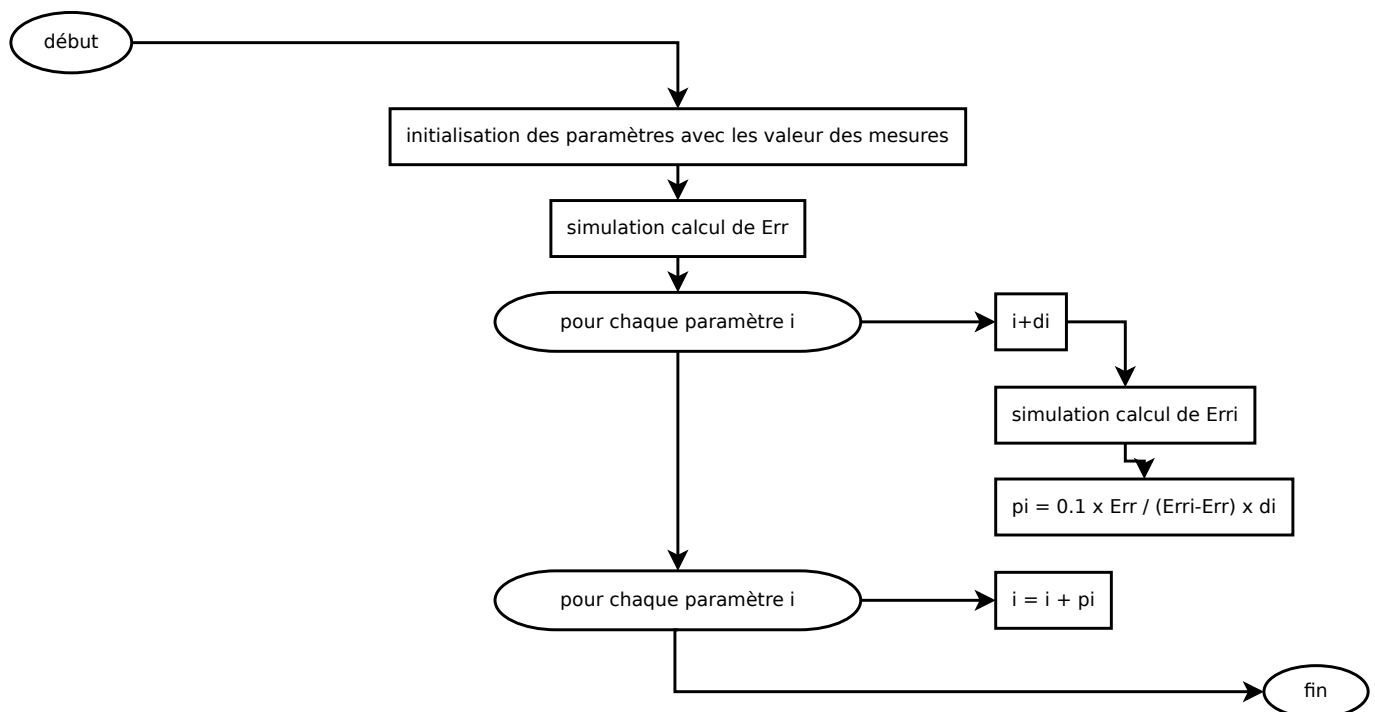 début
initialisation des paramètres avec les valeur des mesures
simulation calcul de Err
pour chaque paramètre i
i+di
simulation calcul de Erri
pi = 0.1 x Err / (Erri-Err) x di
pour chaque paramètre i
i = i + pi
fin